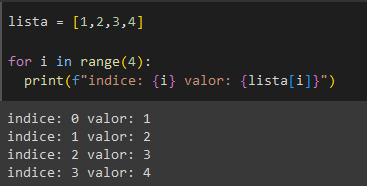 lista = [1,2,3,4]
for i in range(4):
  print(f"indice: {i} valor: {lista[i]}")
indice: 0 valor: 1
indice: 1 valor: 2
indice: 2 valor: 3
indice: 3 valor: 4